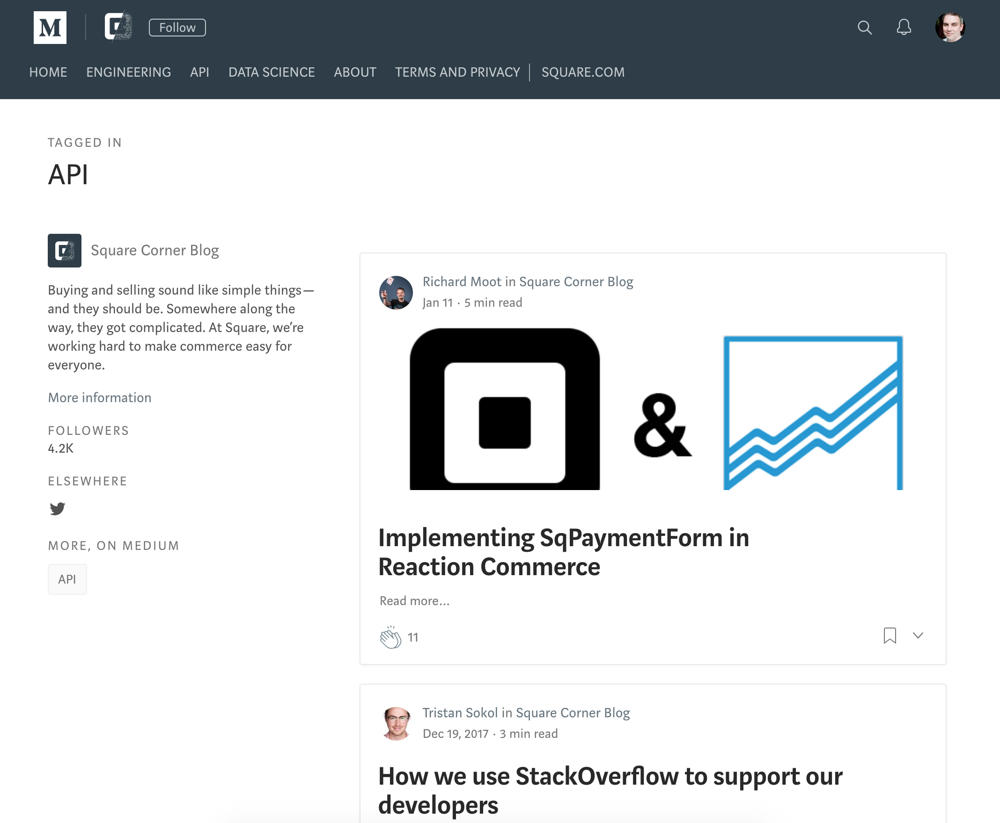 M
Follow
HOME ENGINEERING API DATA SCIENCE ABOUT TERMS AND PRIVACY SQUARE.COM
TAGGED IN
API
Square Corner Blog
Buying and selling sound like simple things—
and they should be. Somewhere along the
way, they got complicated. At Square, we’re
working hard to make commerce easy for
everyone.
More information
FOLLOWERS
4.2K
ELSEWHERE
MORE, ON MEDIUM
API
Richard Moot in Square Corner Blog
Jan 11 · 5 min read
&
Implementing SqPaymentForm in
Reaction Commerce
Read more…
11
Tristan Sokol in Square Corner Blog
Dec 19, 2017 · 3 min read
How we use StackOverflow to support our
developers